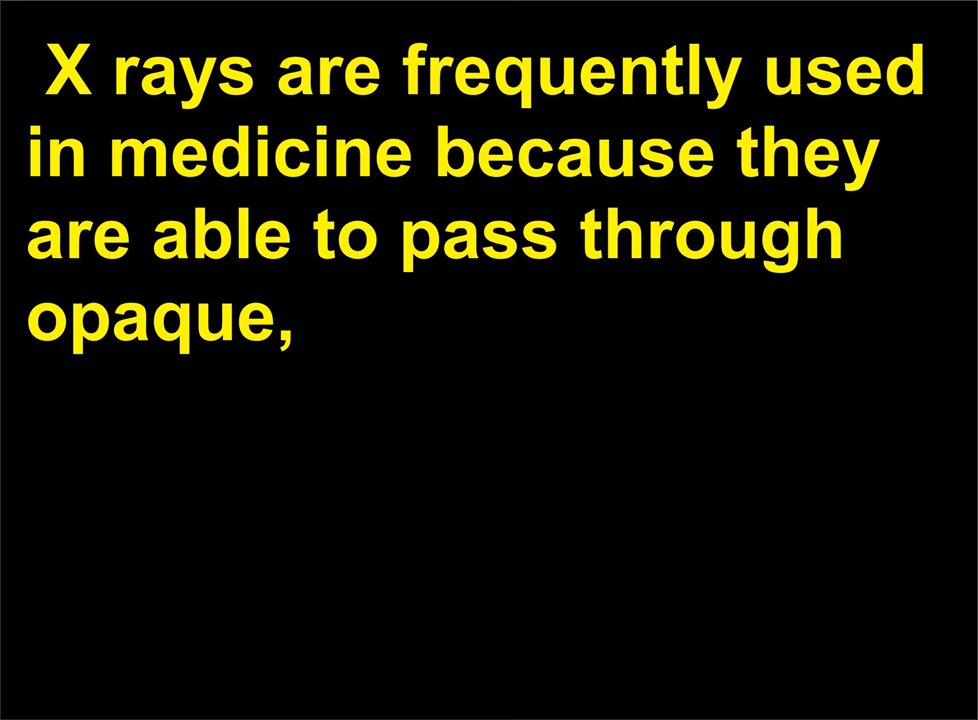 X rays are frequently used
in medicine because they
are able to pass through
opaque,